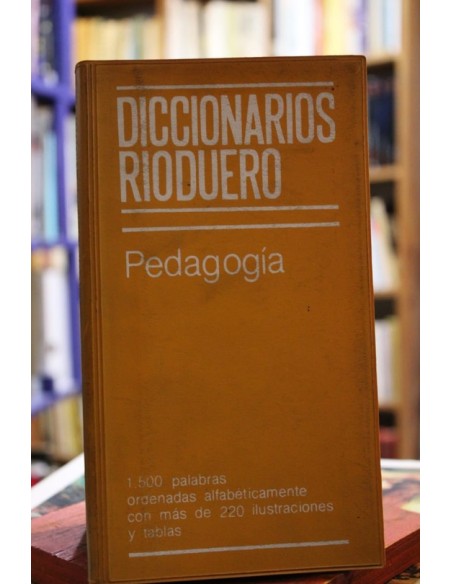 DICCIONARIOS
RIODUERO
Pedagogía
1.500 palabras
ordenadas alfabéticamente
con más de 220 ilustraciones
y tablas